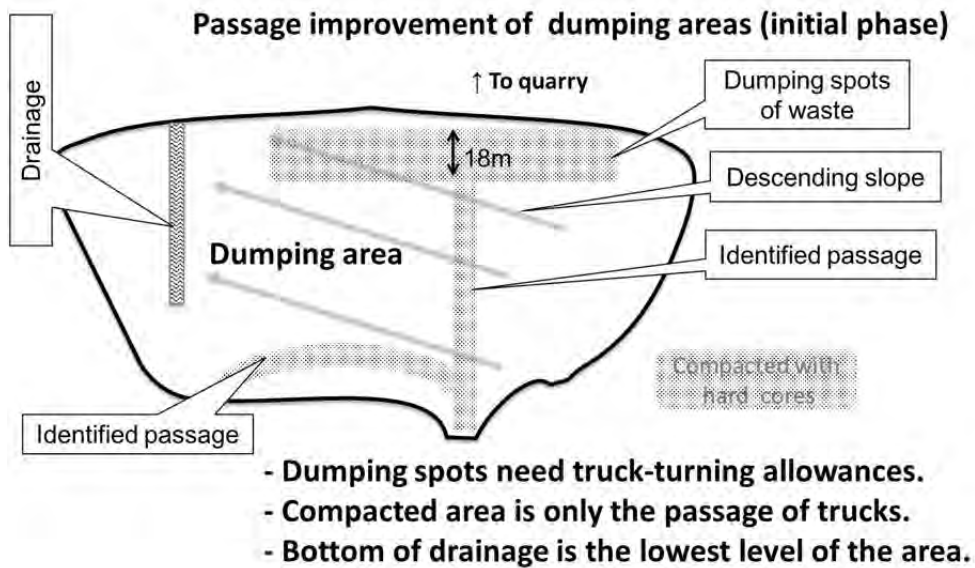 Passage improvement of dumping areas (initial phase)
Drainage
↑ To quarry
Dumping spots
of waste
18m
Descending slope
Dumping area
Identified passage
Compacted with
hard cores
Identified passage
- Dumping spots need truck-turning allowances.
- Compacted area is only the passage of trucks.
- Bottom of drainage is the lowest level of the area.